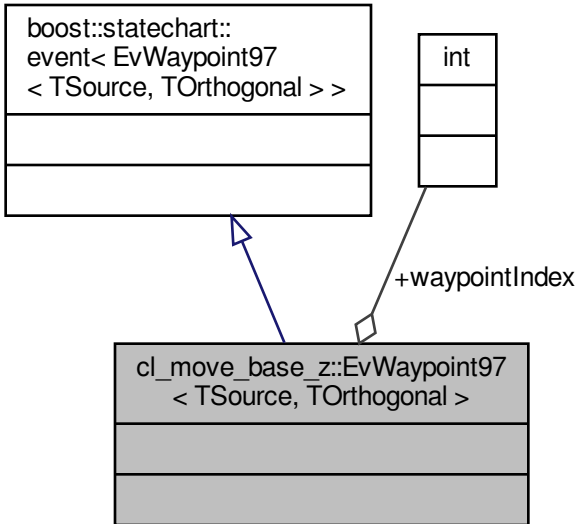 boost::statechart::
event< EvWaypoint97
< TSource, TOrthogonal > >
int
+waypointIndex
cl_move_base_z::EvWaypoint97
< TSource, TOrthogonal >